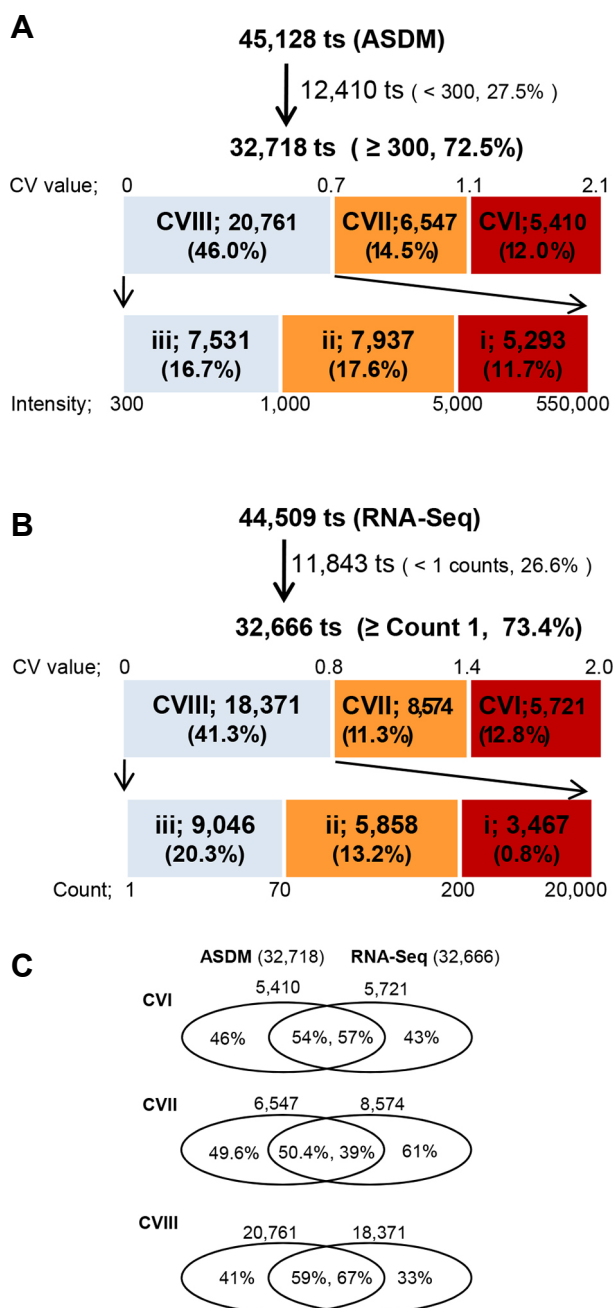 A
45,128 ts (ASDM)
12,410 ts ( < 300, 27.5% )
32,718 ts ( ≥ 300, 72.5%)
CV value; 0 0.7 1.1 2.1
CVIII; 20,761 CVII;6,547 CVI;5,410
(46.0%) (14.5%) (12.0%)
iii; 7,531 ii; 7,937 i; 5,293
(16.7%) (17.6%) (11.7%)
Intensity; 300 1,000 5,000 550,000
B
44,509 ts (RNA-Seq)
11,843 ts ( < 1 counts, 26.6% )
32,666 ts (≥ Count 1, 73.4%)
CV value; 0 0.8 1.4 2.0
CVIII; 18,371 CVII; 8,574 CVI;5,721
(41.3%) (11.3%) (12.8%)
iii; 9,046 ii; 5,858 i; 3,467
(20.3%) (13.2%) (0.8%)
Count; 1 70 200 20,000
C
ASDM (32,718) RNA-Seq (32,666)
5,410 5,721
CVI
46% 54%, 57% 43%
6,547 8,574
CVII
49.6% 50.4%, 39% 61%
20,761 18,371
CVIII
41% 59%, 67% 33%